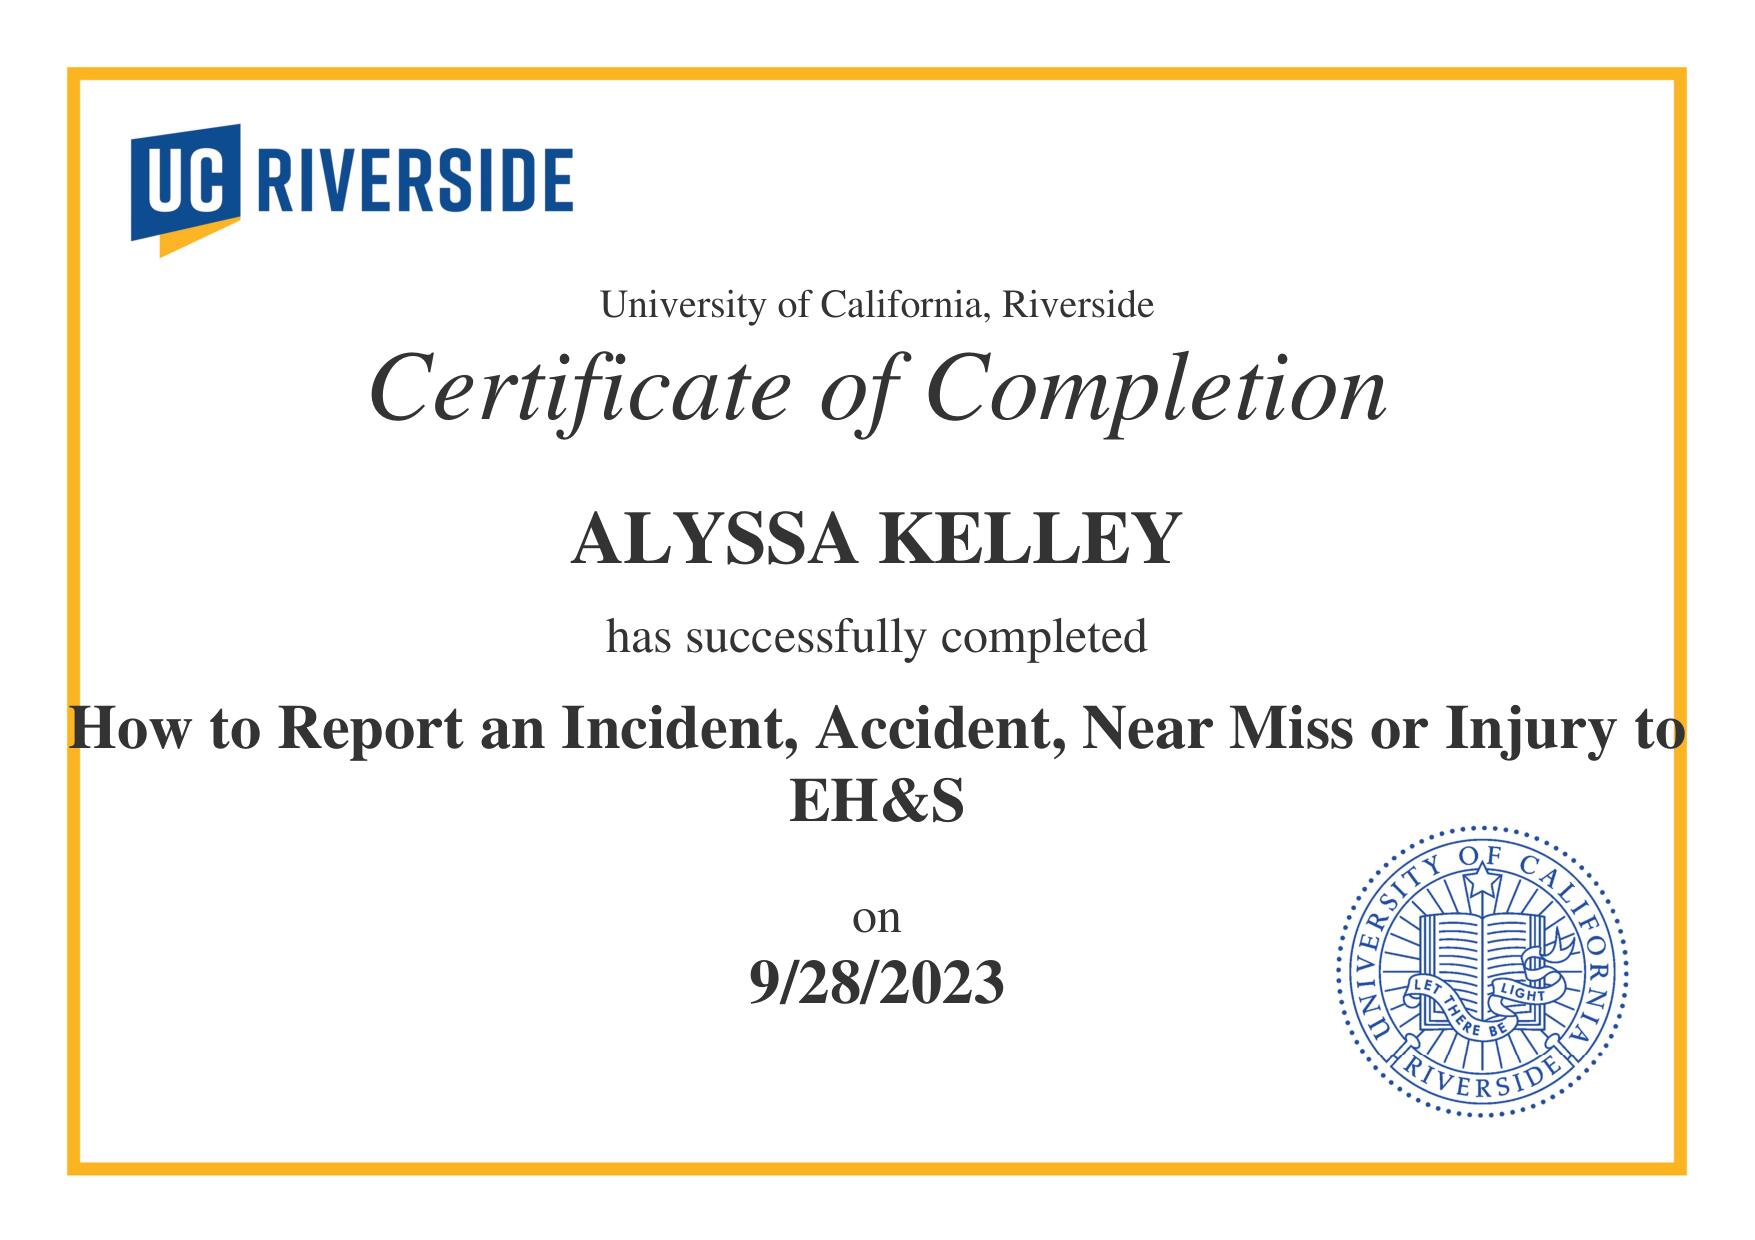 UC RIVERSIDE
University of California, Riverside
Certificate of Completion
ALYSSA KELLEY
has successfully completed
How to Report an Incident, Accident, Near Miss or Injury to
EH&S
on
9/28/2023
UNIVERSITY OF CALIFORNIA
LET THERE BE LIGHT
RIVERSIDE